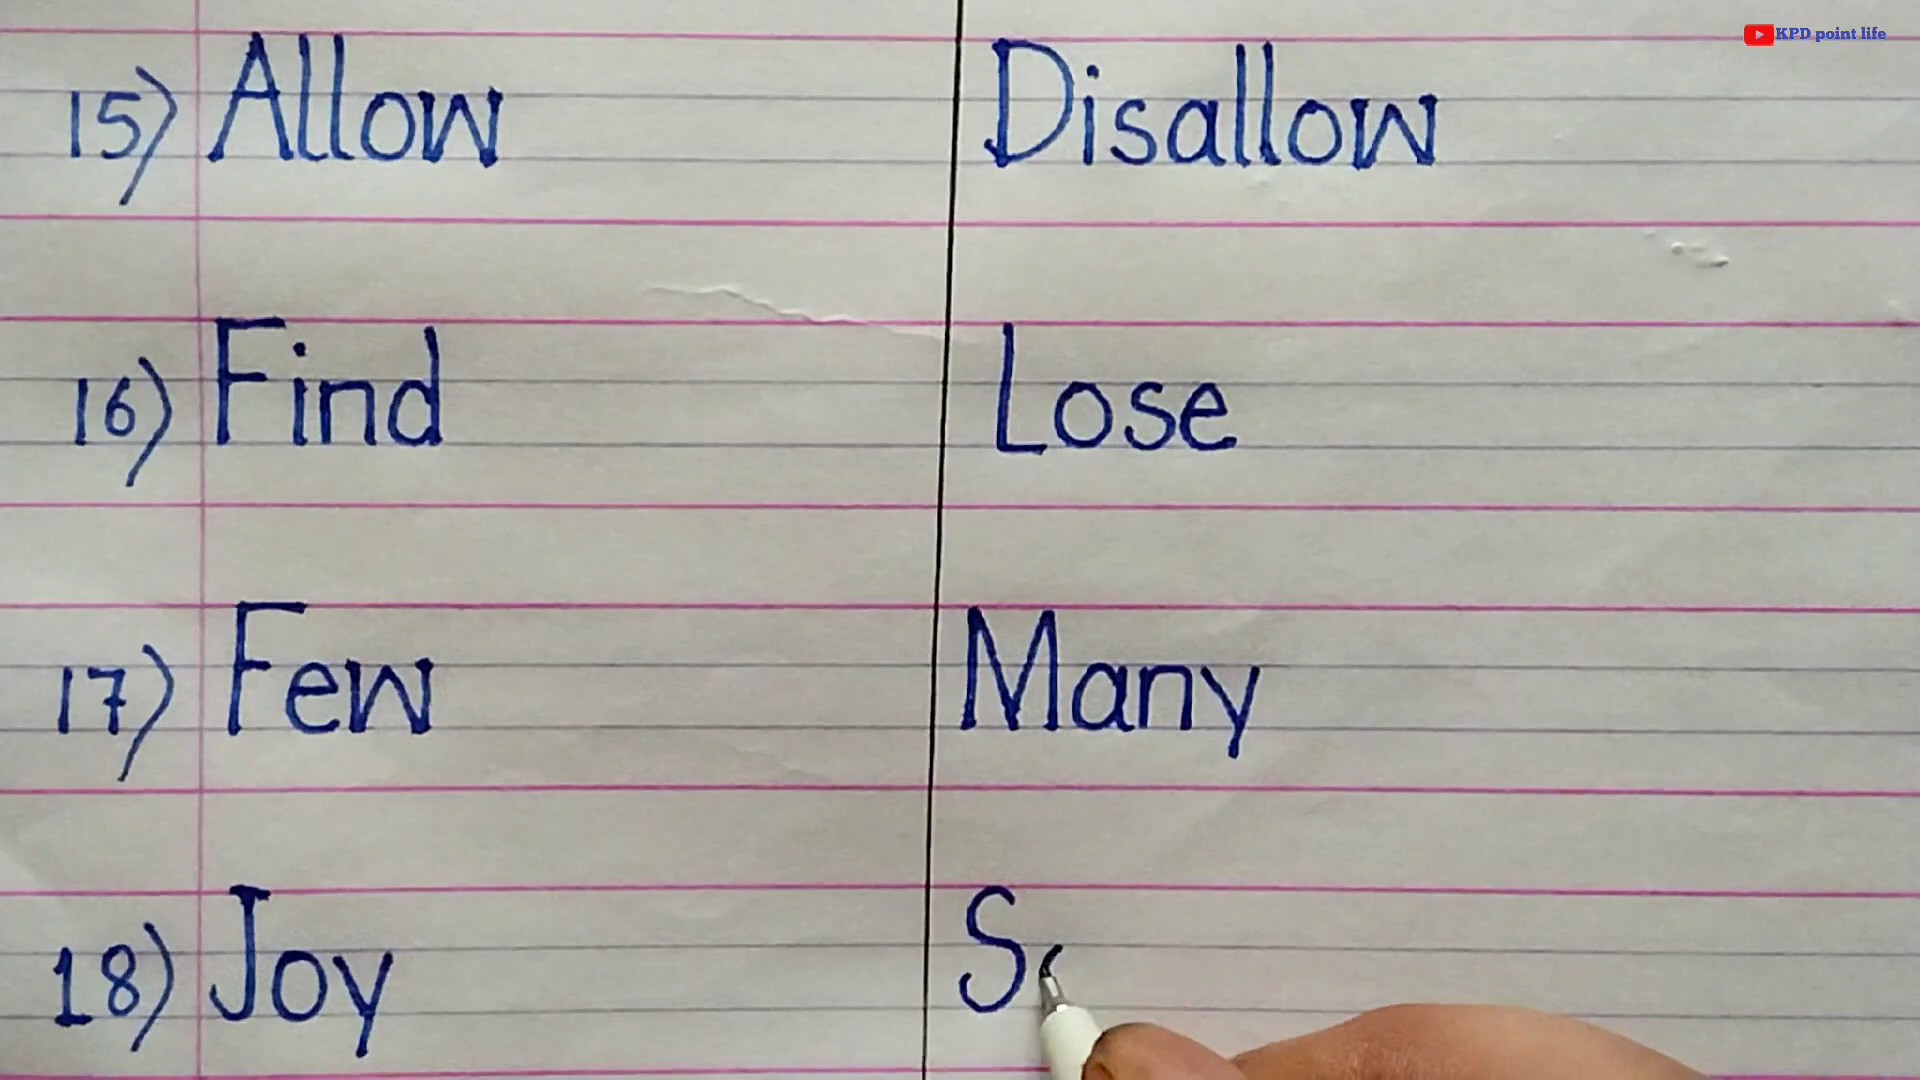 KPD point life
15) Allow Disallow
16) Find Lose
17) Few Many
18) Joy S